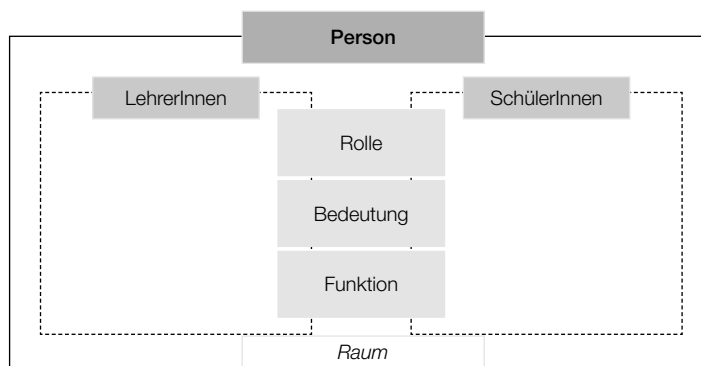 Person
LehrerInnen
SchülerInnen
Rolle
Bedeutung
Funktion
Raum